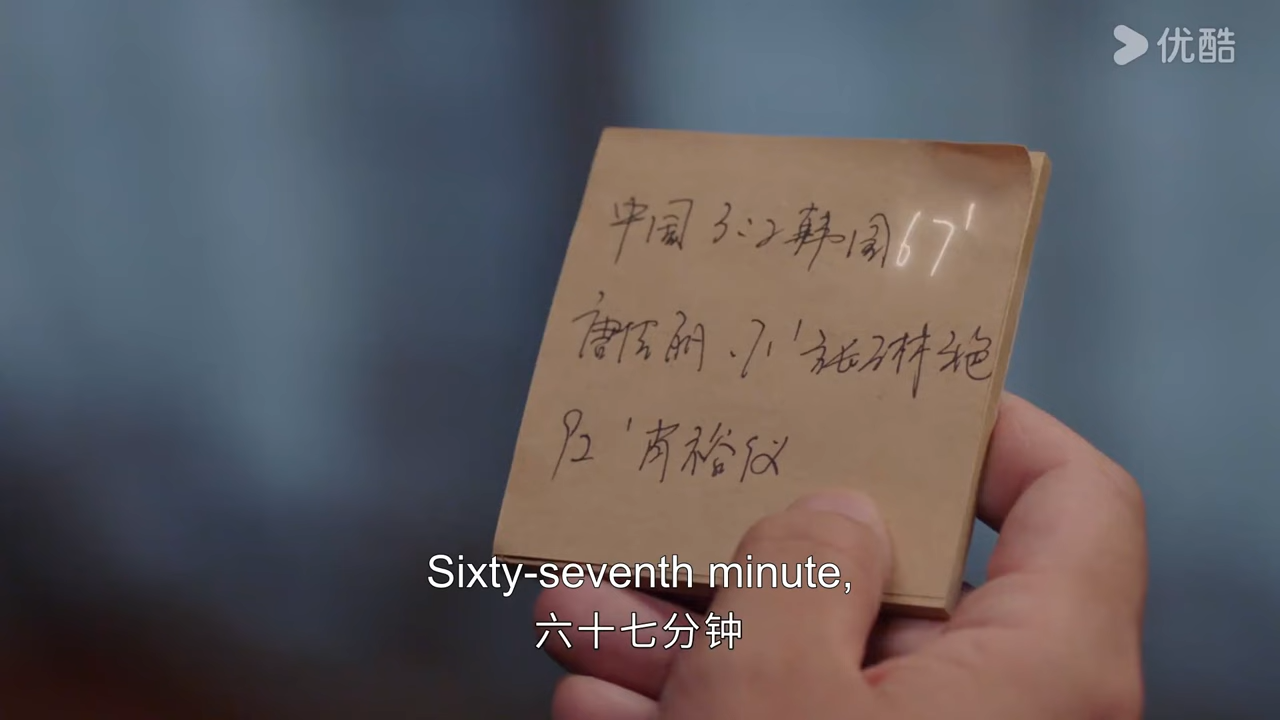 优酷
中国 3:2 韩国 67'
唐佳丽、71' 张琳艳
92' 肖裕仪
Sixty-seventh minute,
六十七分钟